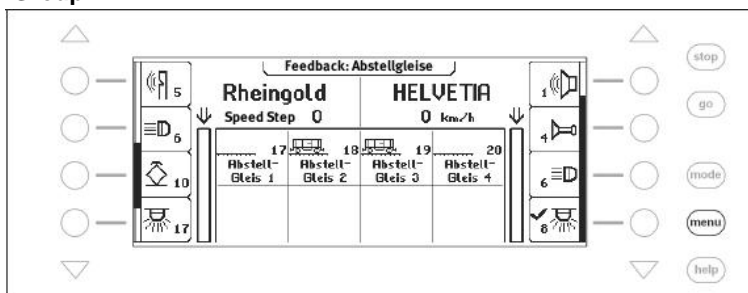 Feedback: Abstellgleise
Rheingold HELVETIA
Speed Step 0 0 km/h
5 1
6 4
10 6
17 8
17 18 19 20
Abstell- Abstell- Abstell- Abstell-
Gleis 1 Gleis 2 Gleis 3 Gleis 4
stop
go
mode
menu
help